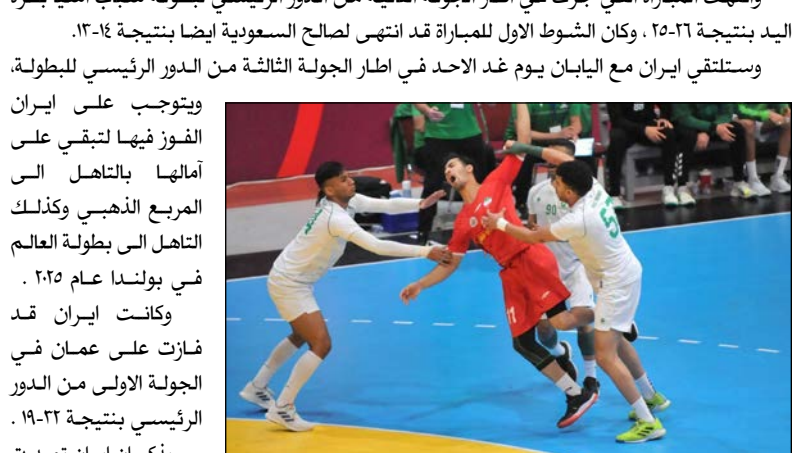 وانتهت المباراة التي جرت في اطار الجولة الثانية من الدور الرئيسي لبطولة شباب آسيا بكرة
اليد بنتيجة ٢٦-٢٥ ، وكان الشوط الاول للمباراة قد انتهى لصالح السعودية ايضا بنتيجة ١٤-١٣.
وستلتقي ايران مع اليابان يوم غد الاحد في اطار الجولة الثالثة من الدور الرئيسي للبطولة،
ويتوجب على ايران
الفوز فيها لتبقي على
آمالها بالتاهل الى
المربع الذهبي وكذلك
التاهل الى بطولة العالم
في بولندا عام ٢٠٢٥ .
وكانت ايران قد
فازت على عمان في
الجولة الاولى من الدور
الرئيسي بنتيجة ٣٢-١٩ .
90